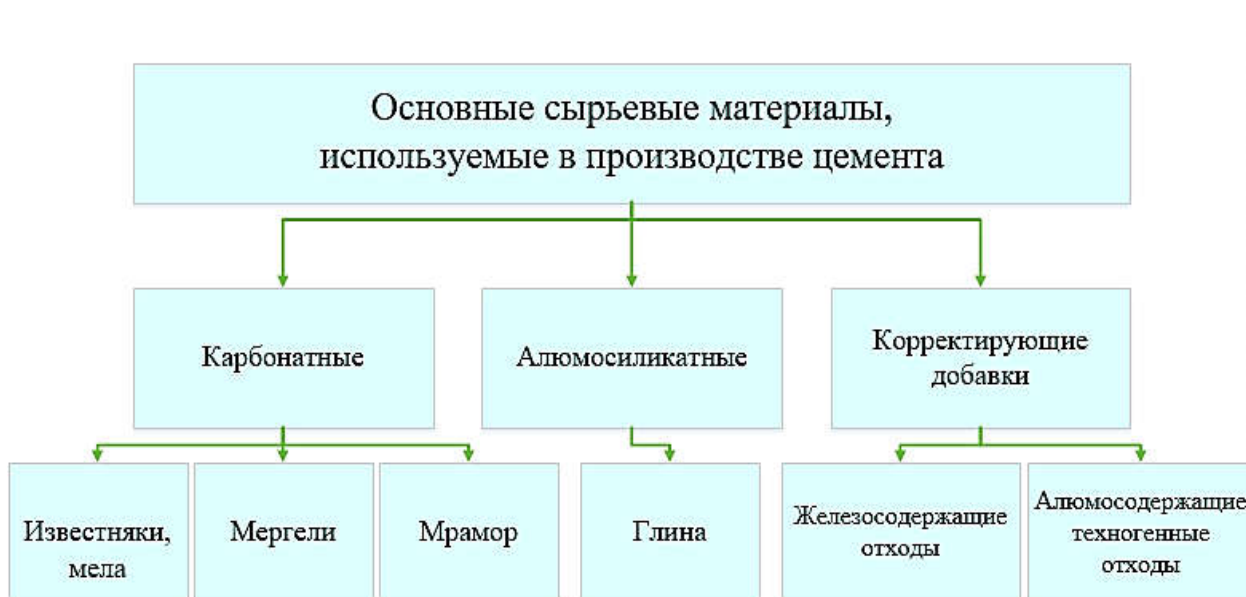 Основные сырьевые материалы,
используемые в производстве цемента
Карбонатные
Алюмосиликатные
Корректирующие
добавки
Известняки,
мела
Мергели
Мрамор
Глина
Железосодержащие
отходы
Алюмосодержащие
техногенные
отходы